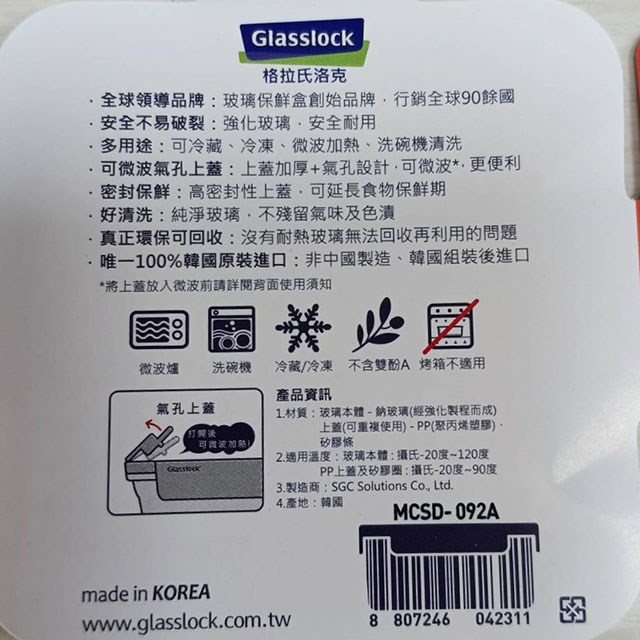 Glasslock
格拉氏洛克
· 全球領導品牌：玻璃保鮮盒創始品牌，行銷全球90餘國
· 安全不易破裂：強化玻璃，安全耐用
· 多用途：可冷藏、冷凍、微波加熱、洗碗機清洗
· 可微波氣孔上蓋：上蓋加厚+氣孔設計，可微波*，更便利
· 密封保鮮：高密封性上蓋，可延長食物保鮮期
· 好清洗：純淨玻璃，不殘留氣味及色漬
· 真正環保可回收：沒有耐熱玻璃無法回收再利用的問題
· 唯一100%韓國原裝進口：非中國製造、韓國組裝後進口
*將上蓋放入微波前請詳閱背面使用須知
微波爐 洗碗機 冷藏/冷凍 不含雙酚A 烤箱不適用
氣孔上蓋
打開後
可微波加熱!
Glasslock
產品資訊
1.材質：玻璃本體 - 鈉玻璃(經強化製程而成)
上蓋(可重複使用) - PP(聚丙烯塑膠)、
矽膠條
2.適用溫度：玻璃本體 : 攝氏-20度~120度
PP上蓋及矽膠圈 : 攝氏-20度~90度
3.製造商：SGC Solutions Co., Ltd.
4.產地：韓國
MCSD- 092A
8 807246 042311
made in KOREA
www.glasslock.com.tw